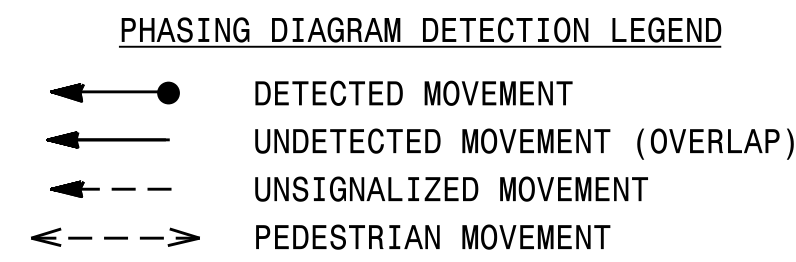 PHASING DIAGRAM DETECTION LEGEND
DETECTED MOVEMENT
UNDETECTED MOVEMENT (OVERLAP)
UNSIGNALIZED MOVEMENT
PEDESTRIAN MOVEMENT